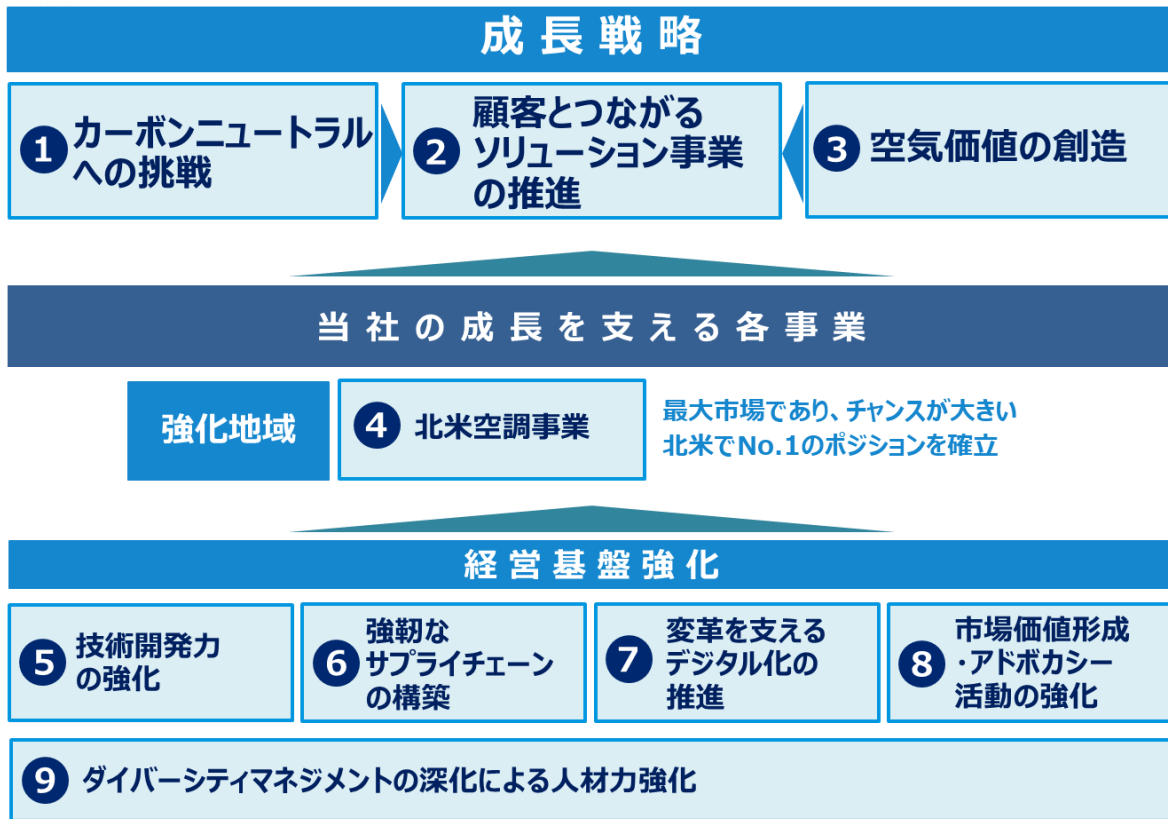 成長戦略
❶ カーボンニュートラル
への挑戦
❷ 顧客とつながる
ソリューション事業
の推進
❸ 空気価値の創造
当社の成長を支える各事業
強化地域
❹ 北米空調事業
最大市場であり、チャンスが大きい
北米でNo.1のポジションを確立
経営基盤強化
❺ 技術開発力
の強化
❻ 強靭な
サプライチェーン
の構築
❼ 変革を支える
デジタル化の
推進
❽ 市場価値形成
・アドボカシー
活動の強化
❾ ダイバーシティマネジメントの深化による人材力強化